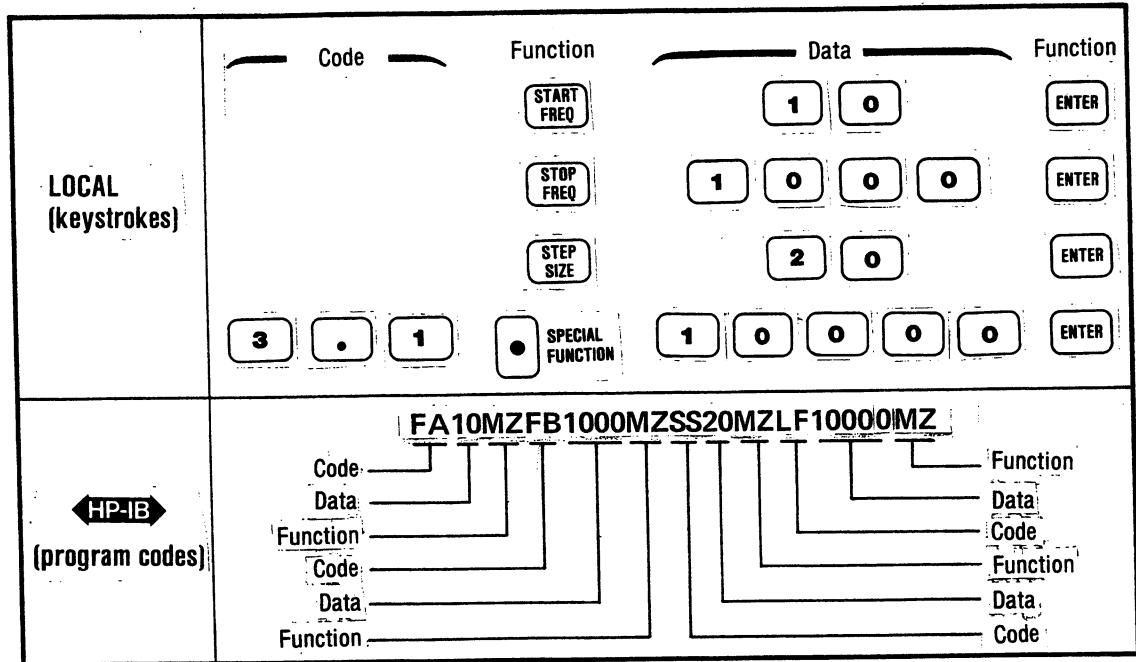 Code Function Data Function
START FREQ 1 0 ENTER
LOCAL (keystrokes)
STOP FREQ 1 0 0 0 ENTER
STEP SIZE 2 0 ENTER
3 . 1 SPECIAL FUNCTION 1 0 0 0 0 ENTER
HP-IB
(program codes)
FA10MZFB1000MZSS20MZLF10000MZ
Code
Data
Function
Code
Data
Function
Function
Data
Code
Function
Data
Code